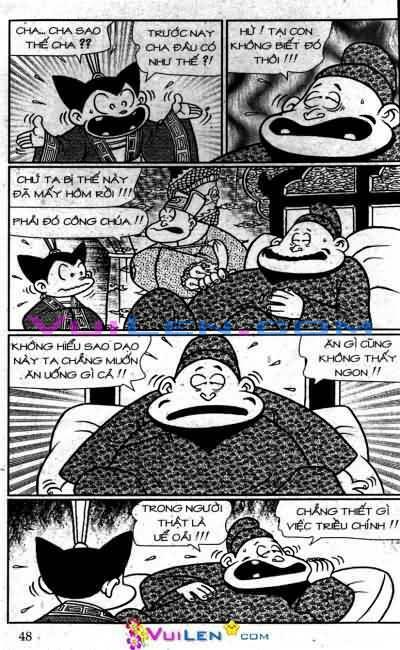 CHA... CHA SAO
THẾ CHA ??
TRƯỚC NAY
CHA ĐÂU CÓ
NHƯ THẾ ?!
HỪ ! TẠI CON
KHÔNG BIẾT ĐÓ
THÔI !!!
CHỨ TA BỊ THẾ NÀY
ĐÃ MẤY HÔM RỒI !!!
PHẢI ĐÓ CÔNG CHÚA !!
VuiLen.com
KHÔNG HIỂU SAO DẠO
NÀY TA CHẲNG MUỐN
ĂN UỐNG GÌ CẢ !!
ĂN GÌ CŨNG
KHÔNG THẤY
NGON !!
TRONG NGƯỜI
THẬT LÀ
UỂ OẢI !!!
CHẲNG THIẾT GÌ
VIỆC TRIỀU CHÍNH !!
48
VuiLen.com